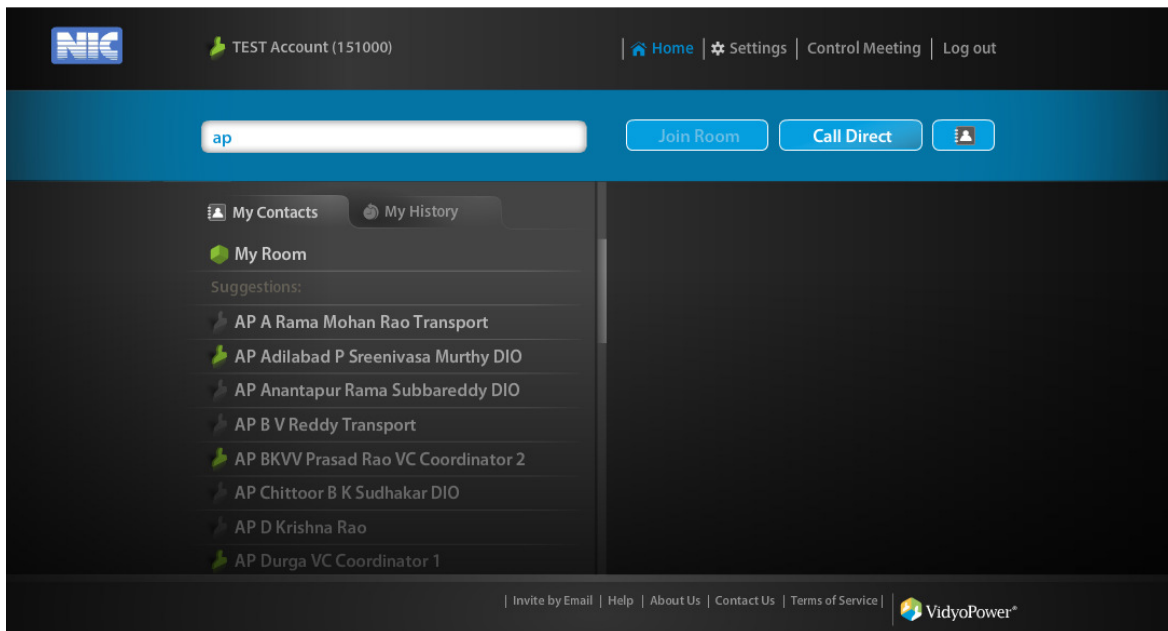 NIC
TEST Account (151000)
| Home | Settings | Control Meeting | Log out
ap
Join Room
Call Direct
My Contacts
My History
My Room
Suggestions:
AP A Rama Mohan Rao Transport
AP Adilabad P Sreenivasa Murthy DIO
AP Anantapur Rama Subbareddy DIO
AP B V Reddy Transport
AP BKVV Prasad Rao VC Coordinator 2
AP Chittoor B K Sudhakar DIO
AP D Krishna Rao
AP Durga VC Coordinator 1
| Invite by Email | Help | About Us | Contact Us | Terms of Service |
VidyoPower®